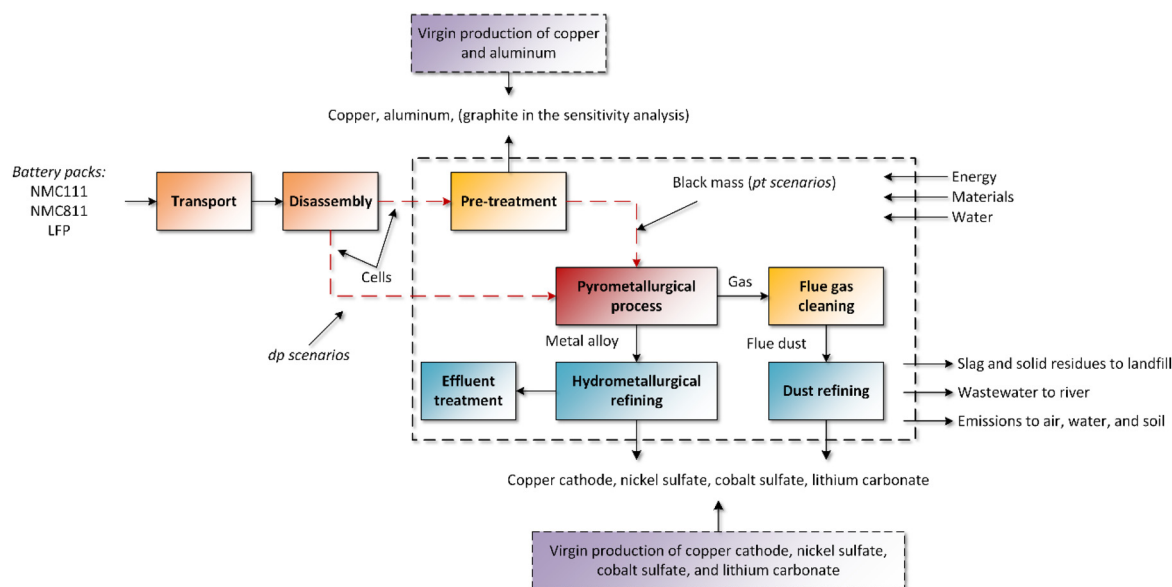 Virgin production of copper
and aluminum
Copper, aluminum, (graphite in the sensitivity analysis)
Battery packs:
NMC111
NMC811
LFP
Transport
Disassembly
Pre-treatment
Black mass (pt scenarios)
Energy
Materials
Water
Cells
Pyrometallurgical
process
Gas
Flue gas
cleaning
dp scenarios
Metal alloy
Flue dust
Effluent
treatment
Hydrometallurgical
refining
Dust refining
Slag and solid residues to landfill
Wastewater to river
Emissions to air, water, and soil
Copper cathode, nickel sulfate, cobalt sulfate, lithium carbonate
Virgin production of copper cathode, nickel sulfate,
cobalt sulfate, and lithium carbonate